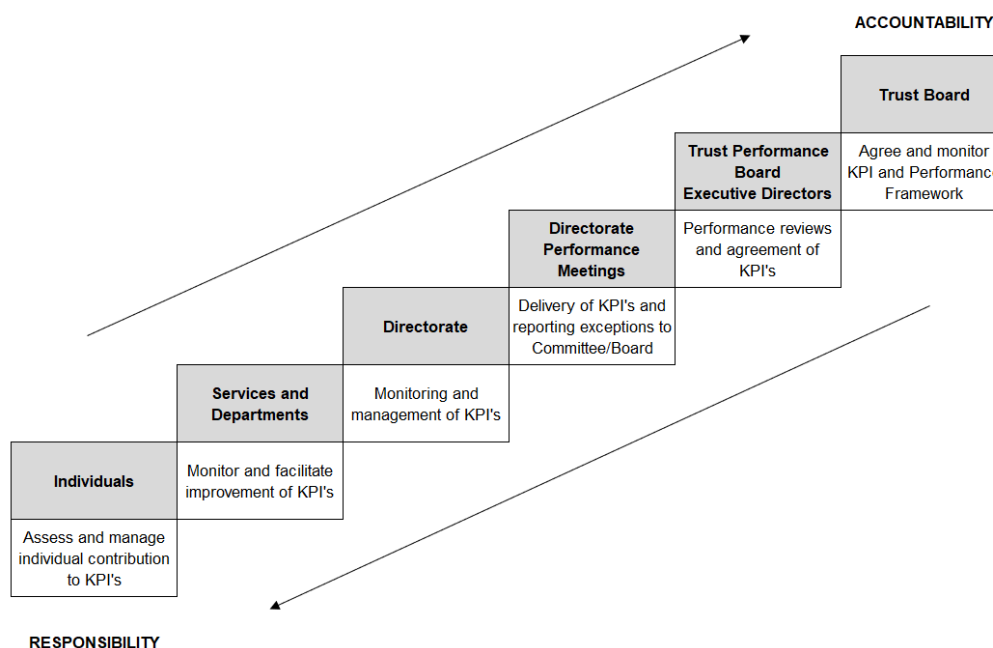 ACCOUNTABILITY
Trust Board
Agree and monitor
KPI and Performance
Framework
Trust Performance
Board
Executive Directors
Performance reviews
and agreement of
KPI's
Directorate
Performance
Meetings
Delivery of KPI's and
reporting exceptions to
Committee/Board
Directorate
Monitoring and
management of KPI's
Services and
Departments
Monitor and facilitate
improvement of KPI's
Individuals
Assess and manage
individual contribution
to KPI's
RESPONSIBILITY